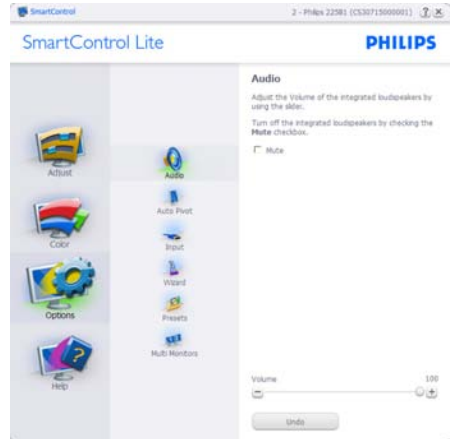 SmartControl
2 - Philips 225B1 (CS30715000001)
SmartControl Lite
PHILIPS
Adjust
Color
Options
Help
Audio
Auto Pivot
Input
Wizard
Presets
Multi Monitors
Audio
Adjust the Volume of the integrated loudspeakers by
using the slider.
Turn off the integrated loudspeakers by checking the
Mute checkbox.
Mute
Volume
100
Undo